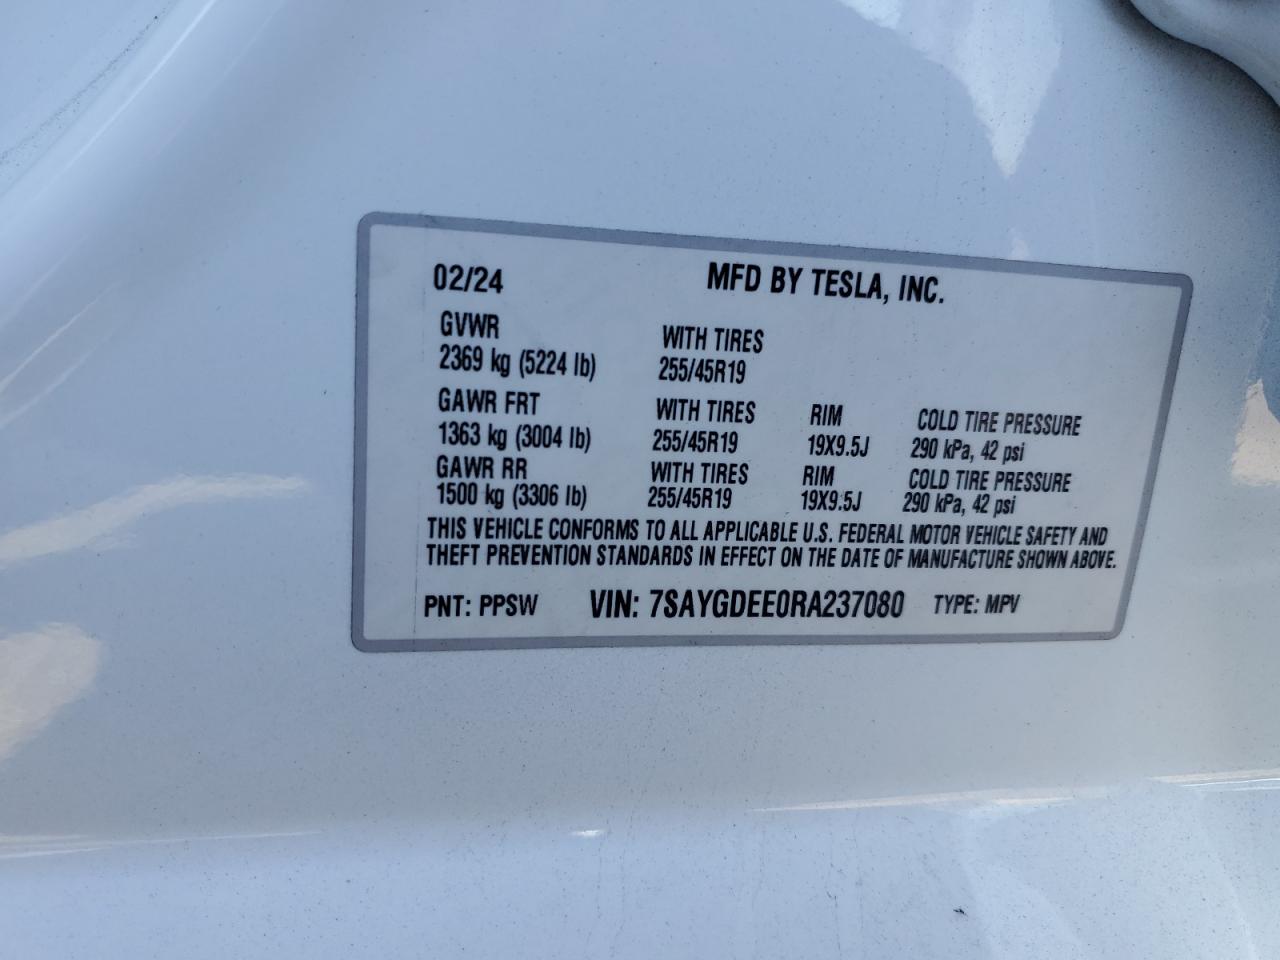 02/24 MFD BY TESLA, INC.
GVWR WITH TIRES
2369 kg (5224 lb) 255/45R19
GAWR FRT WITH TIRES RIM COLD TIRE PRESSURE
1363 kg (3004 lb) 255/45R19 19X9.5J 290 kPa, 42 psi
GAWR RR WITH TIRES RIM COLD TIRE PRESSURE
1500 kg (3306 lb) 255/45R19 19X9.5J 290 kPa, 42 psi
THIS VEHICLE CONFORMS TO ALL APPLICABLE U.S. FEDERAL MOTOR VEHICLE SAFETY AND
THEFT PREVENTION STANDARDS IN EFFECT ON THE DATE OF MANUFACTURE SHOWN ABOVE.
PNT: PPSW VIN: 7SAYGDEE0RA237080 TYPE: MPV